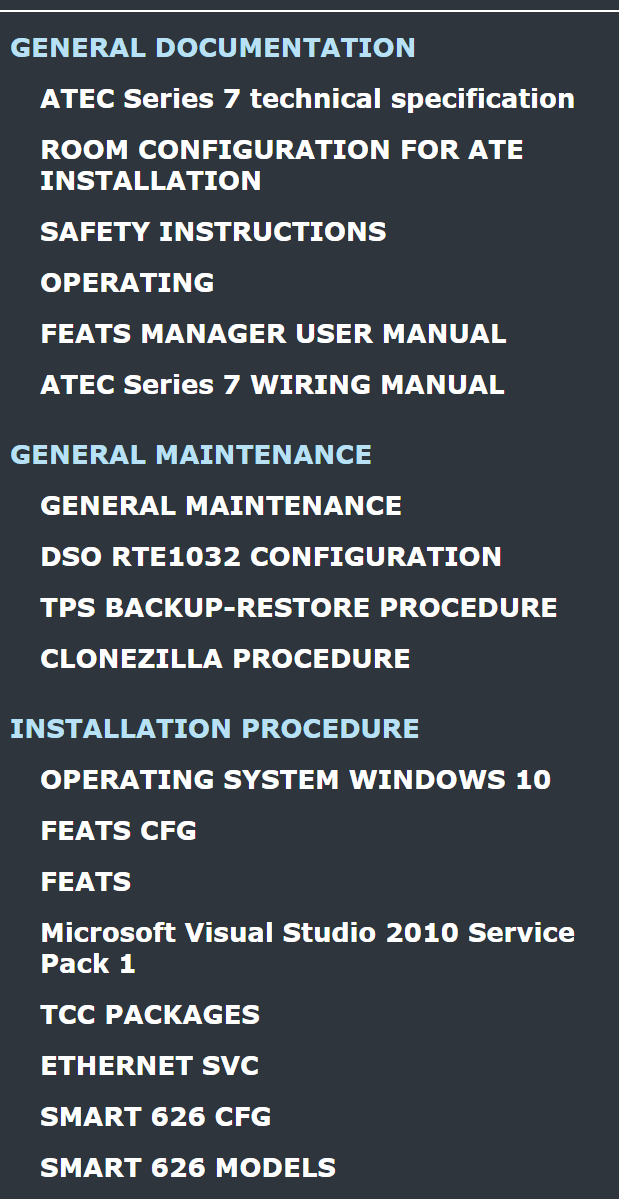 GENERAL DOCUMENTATION
ATEC Series 7 technical specification
ROOM CONFIGURATION FOR ATE
INSTALLATION
SAFETY INSTRUCTIONS
OPERATING
FEATS MANAGER USER MANUAL
ATEC Series 7 WIRING MANUAL
GENERAL MAINTENANCE
GENERAL MAINTENANCE
DSO RTE1032 CONFIGURATION
TPS BACKUP-RESTORE PROCEDURE
CLONEZILLA PROCEDURE
INSTALLATION PROCEDURE
OPERATING SYSTEM WINDOWS 10
FEATS CFG
FEATS
Microsoft Visual Studio 2010 Service
Pack 1
TCC PACKAGES
ETHERNET SVC
SMART 626 CFG
SMART 626 MODELS